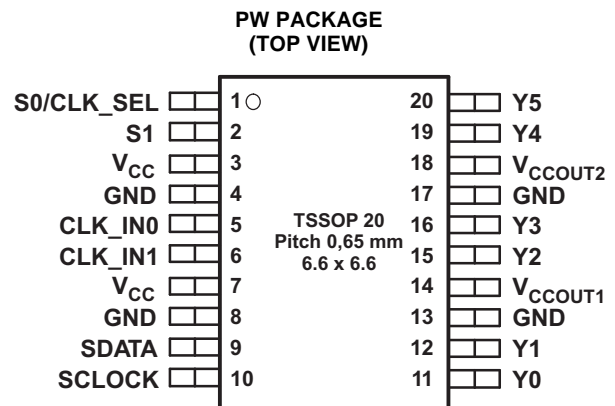 PW PACKAGE
(TOP VIEW)
S0/CLK_SEL 1 20 Y5
S1 2 19 Y4
VCC 3 18 VCCOUT2
GND 4 17 GND
CLK_IN0 5 16 Y3
CLK_IN1 6 15 Y2
VCC 7 14 VCCOUT1
GND 8 13 GND
SDATA 9 12 Y1
SCLOCK 10 11 Y0
TSSOP 20
Pitch 0,65 mm
6.6 x 6.6